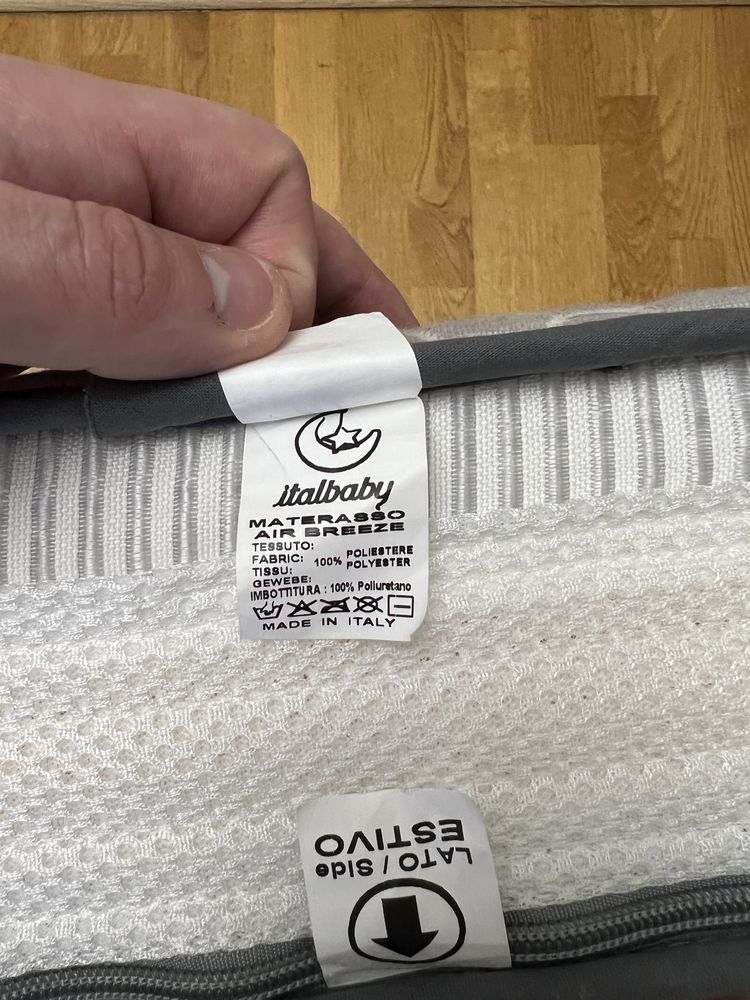 italbaby
MATERASSO
AIR BREEZE
TESSUTO:
FABRIC: 100% POLIESTERE
TISSU: POLYESTER
GEWEBE:
IMBOTTITURA : 100% Poliuretano
MADE IN ITALY
LATO / Side
ESTIVO